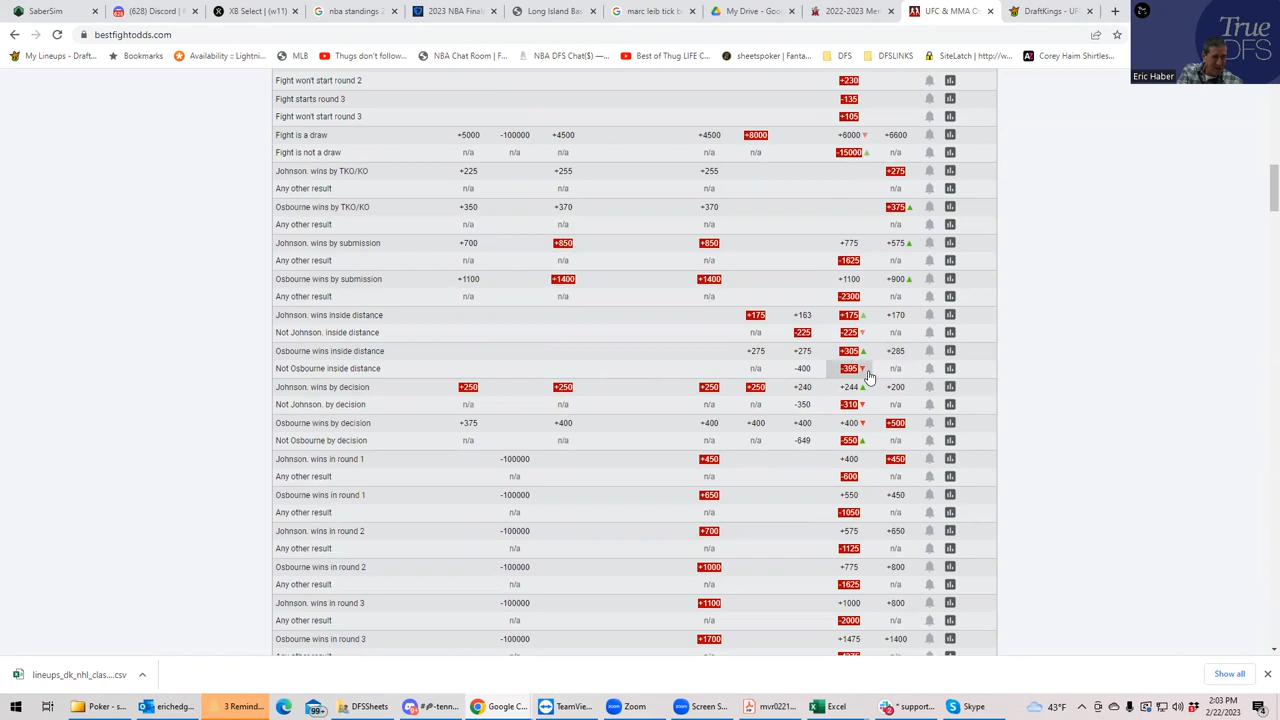 SaberSim
(628) Discord |
XB Select (w11)
nba standings 2
2023 NBA Finals
Long Island Bas
marc tob tick b
My Drive - Goog
2022-2023 Mer
UFC & MMA O
DraftKings - UF
bestfightodds.com
My Lineups - Draft...
Bookmarks
Availability :: Lightni...
MLB
Thugs don't follow...
NBA Chat Room | F...
NBA DFS Chat($) -...
Best of Thug LIFE C...
sheetspoker | Fanta...
DFS
DFSLINKS
SiteLatch | http://w...
Corey Haim Shirtles...
True DFS
Eric Haber
Fight won't start round 2 +230
Fight starts round 3 -135
Fight won't start round 3 +105
Fight is a draw +5000 -100000 +4500 +4500 +8000 +6000▼ +6600
Fight is not a draw n/a n/a n/a n/a n/a -15000▲ n/a
Johnson. wins by TKO/KO +225 +255 +255 +275
Any other result n/a n/a n/a n/a
Osbourne wins by TKO/KO +350 +370 +370 +375▲
Any other result n/a n/a n/a n/a
Johnson. wins by submission +700 +850 +850 +775 +575▲
Any other result n/a n/a n/a -1625 n/a
Osbourne wins by submission +1100 +1400 +1400 +1100 +900▲
Any other result n/a n/a n/a -2300 n/a
Johnson. wins inside distance +175 +163 +175▲ +170
Not Johnson. inside distance n/a -225 -225▼ n/a
Osbourne wins inside distance +275 +275 +305▲ +285
Not Osbourne inside distance n/a -400 -395▼ n/a
Johnson. wins by decision +250 +250 +250 +250 +240 +244▲ +200
Not Johnson. by decision n/a n/a n/a n/a -350 -310▼ n/a
Osbourne wins by decision +375 +400 +400 +400 +400 +400▼ +500
Not Osbourne by decision n/a n/a n/a n/a -649 -550▲ n/a
Johnson. wins in round 1 -100000 +450 +400 +450
Any other result n/a n/a -600 n/a
Osbourne wins in round 1 -100000 +650 +550 +450
Any other result n/a n/a -1050 n/a
Johnson. wins in round 2 -100000 +700 +575 +650
Any other result n/a n/a -1125 n/a
Osbourne wins in round 2 -100000 +1000 +775 +800
Any other result n/a n/a -1625 n/a
Johnson. wins in round 3 -100000 +1100 +1000 +800
Any other result n/a n/a -2000 n/a
Osbourne wins in round 3 -100000 +1700 +1475 +1400
lineups_dk_nhl_clas....csv
Show all
Poker - s...
erichedg...
3 Remind...
99+
DFSSheets
#🎾-tenn...
Google C...
TeamVie...
Zoom
Screen S...
mvr0221...
Excel
* support...
Skype
43°F
2:03 PM
2/22/2023
4